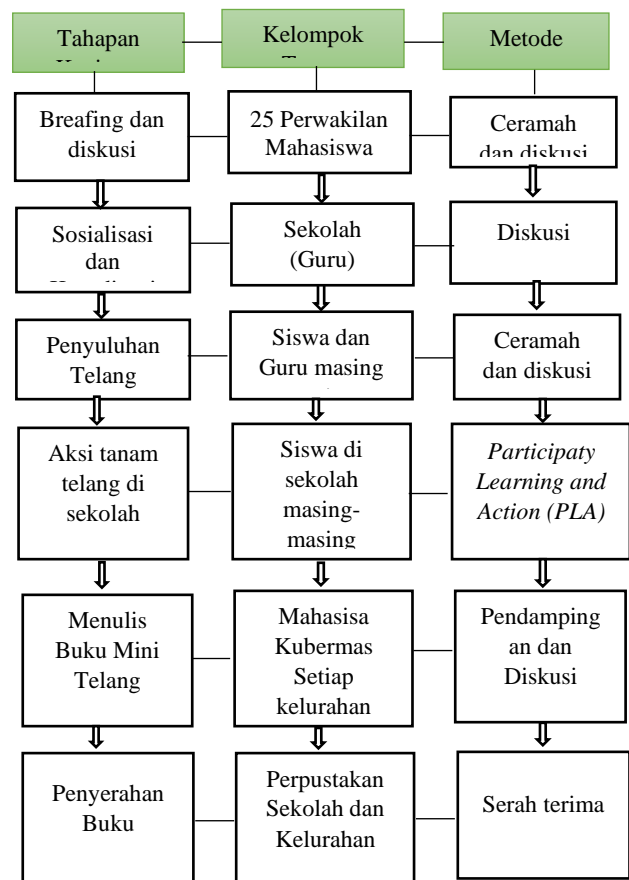 Tahapan
Kelompok
Metode
Breafing dan
diskusi
25 Perwakilan
Mahasiswa
Ceramah
dan diskusi
Sosialisasi
dan
Sekolah
(Guru)
Diskusi
Penyuluhan
Telang
Siswa dan
Guru masing
Ceramah
dan diskusi
Aksi tanam
telang di
sekolah
Siswa di
sekolah
masing-
masing
Participaty
Learning and
Action (PLA)
Menulis
Buku Mini
Telang
Mahasisa
Kubermas
Setiap
kelurahan
Pendamping
an dan
Diskusi
Penyerahan
Buku
Perpustakan
Sekolah dan
Kelurahan
Serah terima